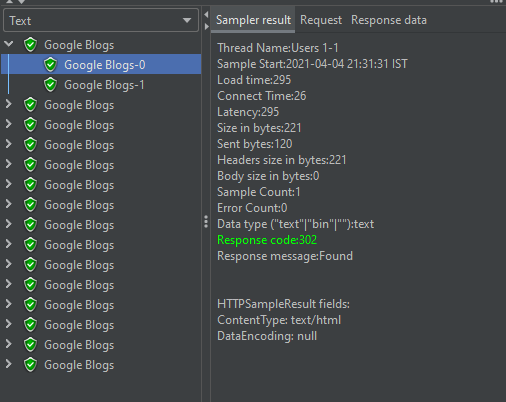 Text
Google Blogs
Google Blogs-0
Google Blogs-1
Google Blogs
Google Blogs
Google Blogs
Google Blogs
Google Blogs
Google Blogs
Google Blogs
Google Blogs
Google Blogs
Google Blogs
Google Blogs
Google Blogs
Google Blogs
Google Blogs
Sampler result Request Response data
Thread Name:Users 1-1
Sample Start:2021-04-04 21:31:31 IST
Load time:295
Connect Time:26
Latency:295
Size in bytes:221
Sent bytes:120
Headers size in bytes:221
Body size in bytes:0
Sample Count:1
Error Count:0
Data type ("text"|"bin"|""):text
Response code:302
Response message:Found
HTTPSampleResult fields:
ContentType: text/html
DataEncoding: null